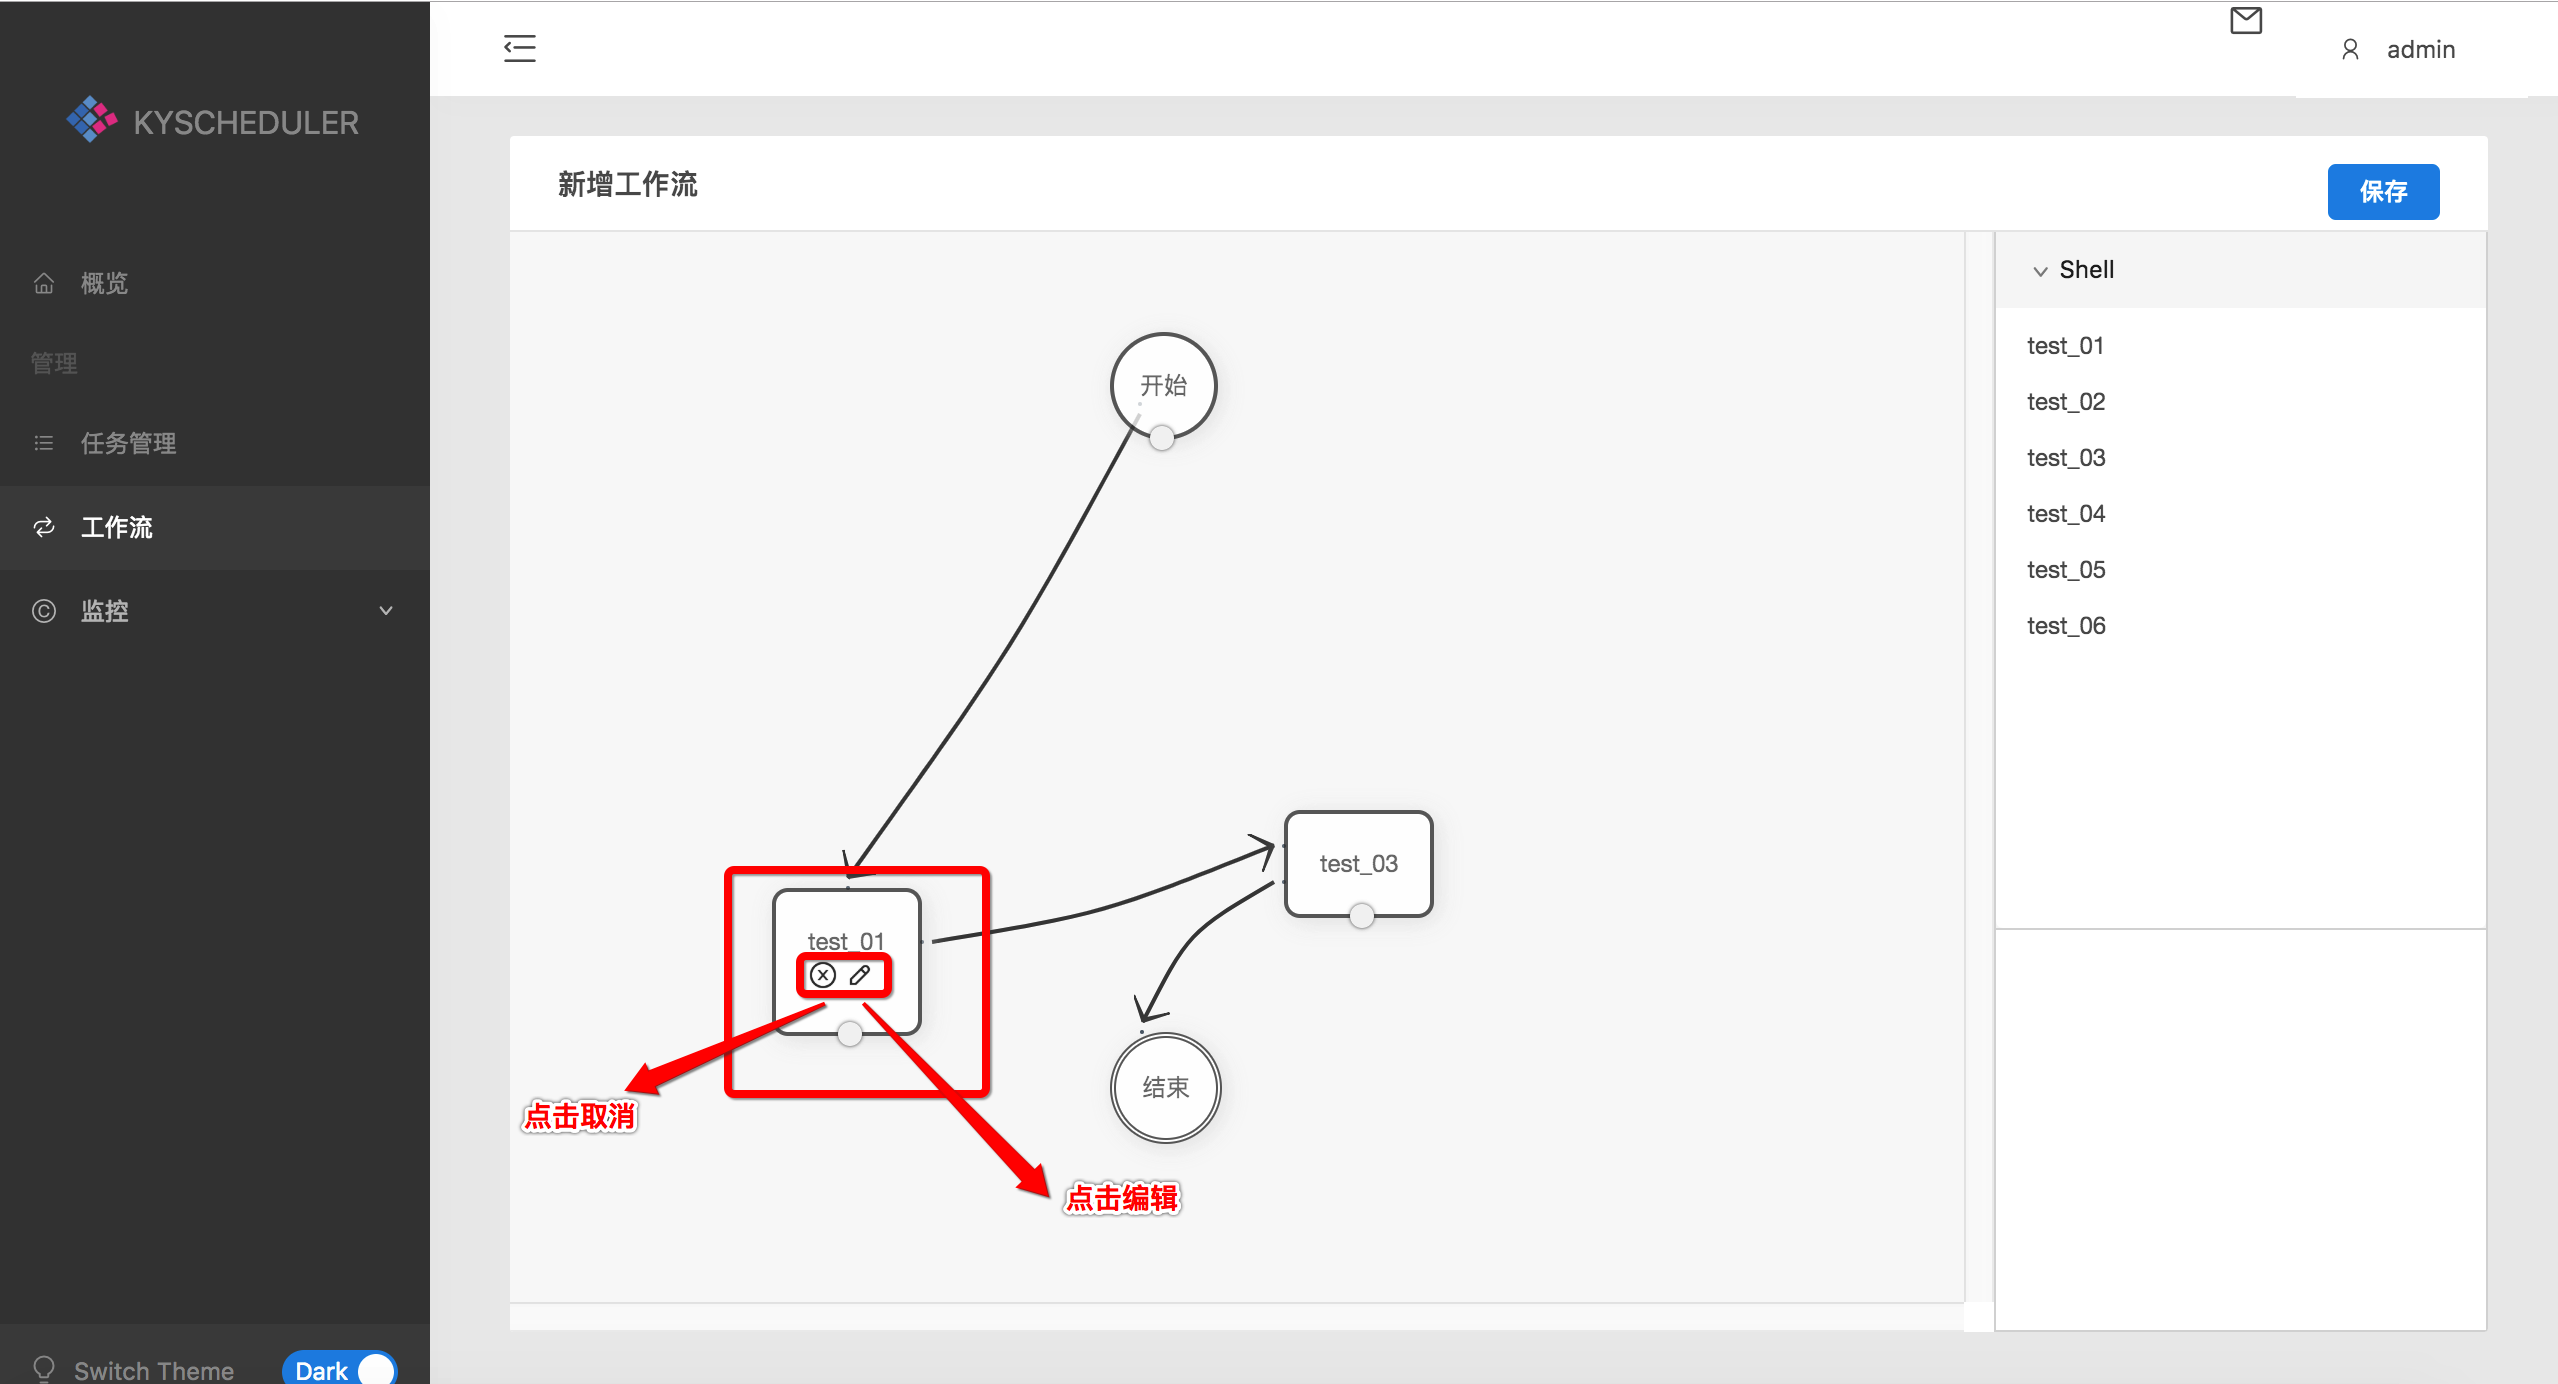 KYSCHEDULER
概览
管理
任务管理
工作流
监控
Switch Theme
Dark
admin
新增工作流
保存
开始
test_01
test_03
结束
点击取消
点击编辑
Shell
test_01
test_02
test_03
test_04
test_05
test_06